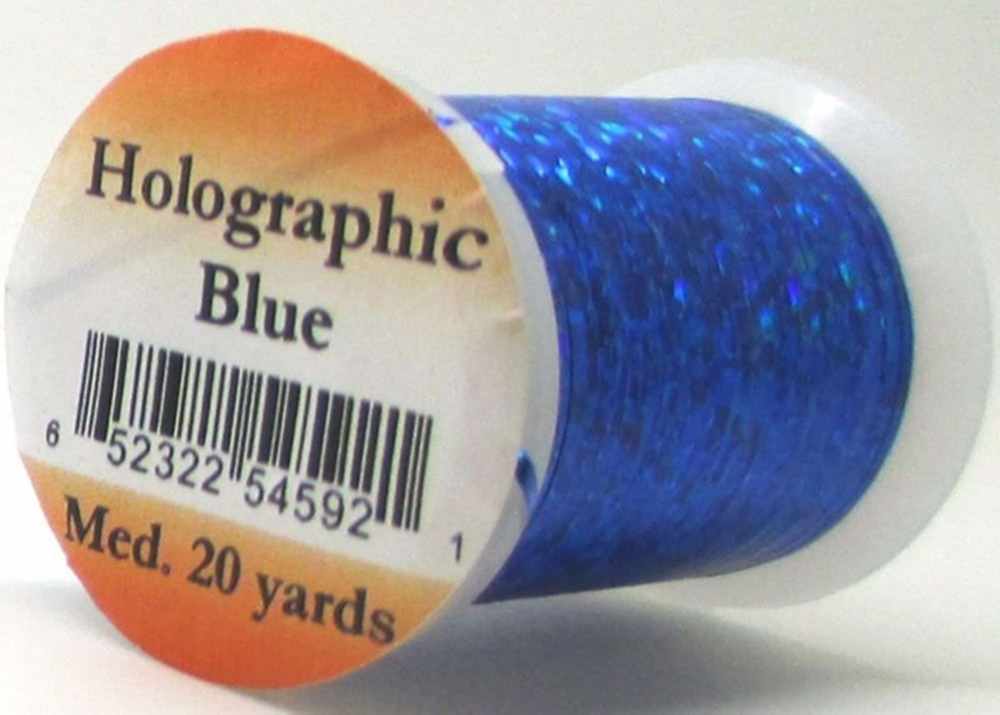 Holographic
Blue
6 52322 54592 1
Med. 20 yards